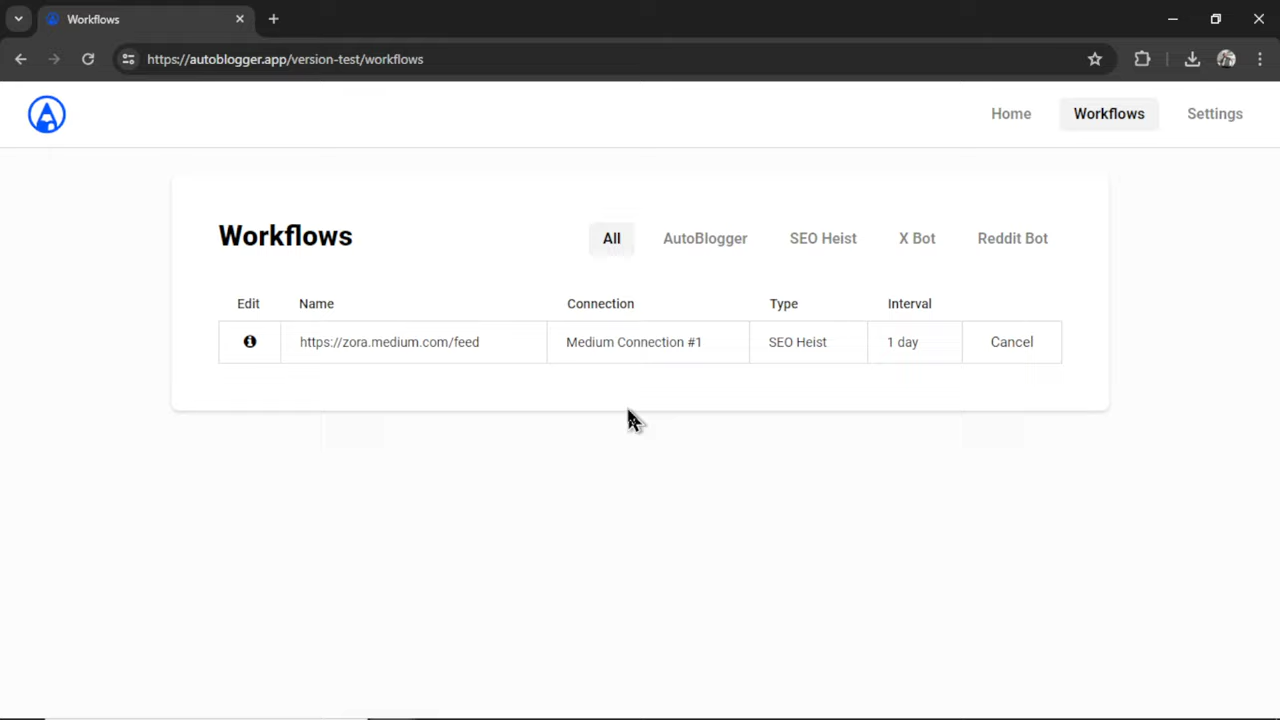 Workflows
https://autoblogger.app/version-test/workflows
Home Workflows Settings
Workflows All AutoBlogger SEO Heist X Bot Reddit Bot
Edit Name Connection Type Interval
https://zora.medium.com/feed Medium Connection #1 SEO Heist 1 day Cancel